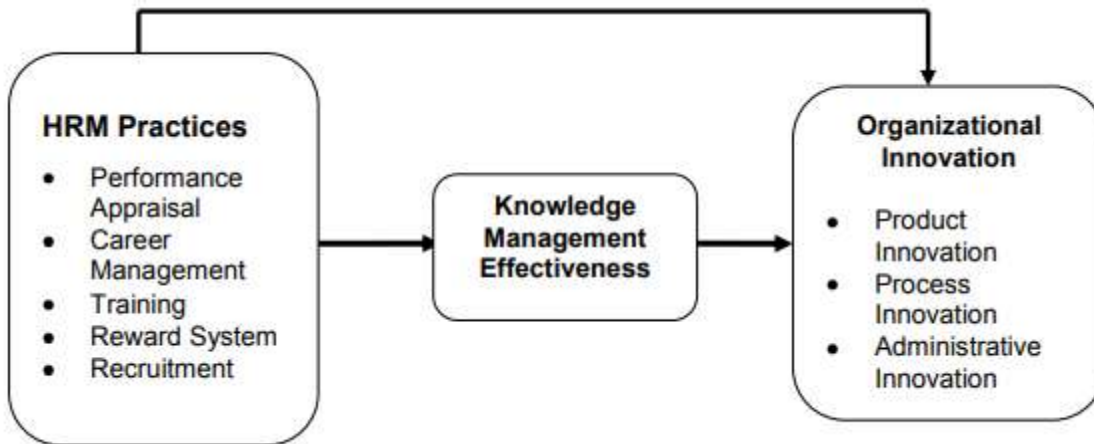 HRM Practices
• Performance
Appraisal
• Career
Management
• Training
• Reward System
• Recruitment
Knowledge
Management
Effectiveness
Organizational
Innovation
• Product
Innovation
• Process
Innovation
• Administrative
Innovation